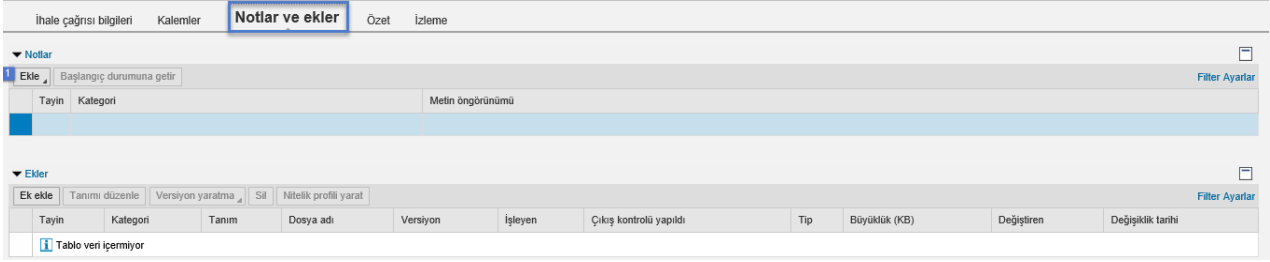 İhale çağrısı bilgileri Kalemler Notlar ve ekler Özet İzleme
Notlar
1 Ekle Başlangıç durumuna getir Filter Ayarlar
Tayin Kategori Metin öngörünümü
Ekler
Ek ekle Tanımı düzenle Versiyon yaratma Sil Nitelik profili yarat Filter Ayarlar
Tayin Kategori Tanım Dosya adı Versiyon İşleyen Çıkış kontrolü yapıldı Tip Büyüklük (KB) Değiştiren Değişiklik tarihi
Tablo veri içermiyor